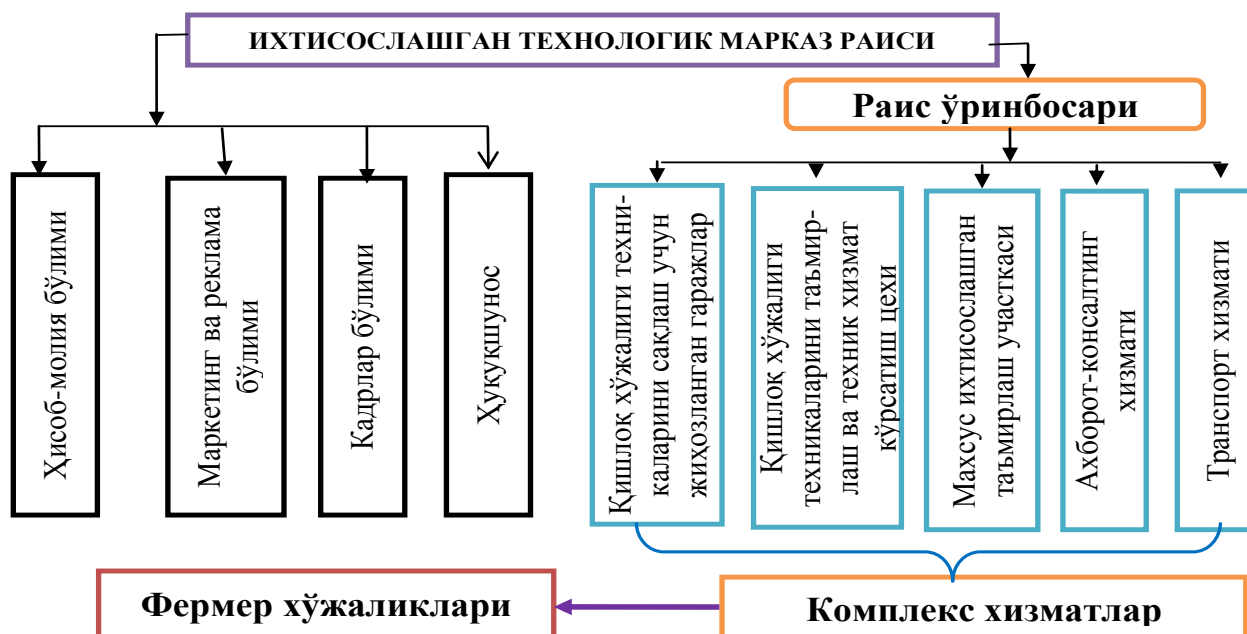 ИХТИСОСЛАШГАН ТЕХНОЛОГИК МАРКАЗ РАИСИ
Раис ўринбосари
Ҳисоб-молия бўлими
Маркетинг ва реклама
бўлими
Кадрлар бўлими
Ҳуқуқшунос
Қишлоқ хўжалиги техни-
каларини сақлаш учун
жиҳозланган гаражлар
Қишлоқ хўжалиги
техникаларини таъмир-
лаш ва техник хизмат
кўрсатиш цехи
Махсус ихтисослашган
таъмирлаш участкаси
Ахборот-консалтинг
хизмати
Транспорт хизмати
Фермер хўжаликлари
Комплекс хизматлар